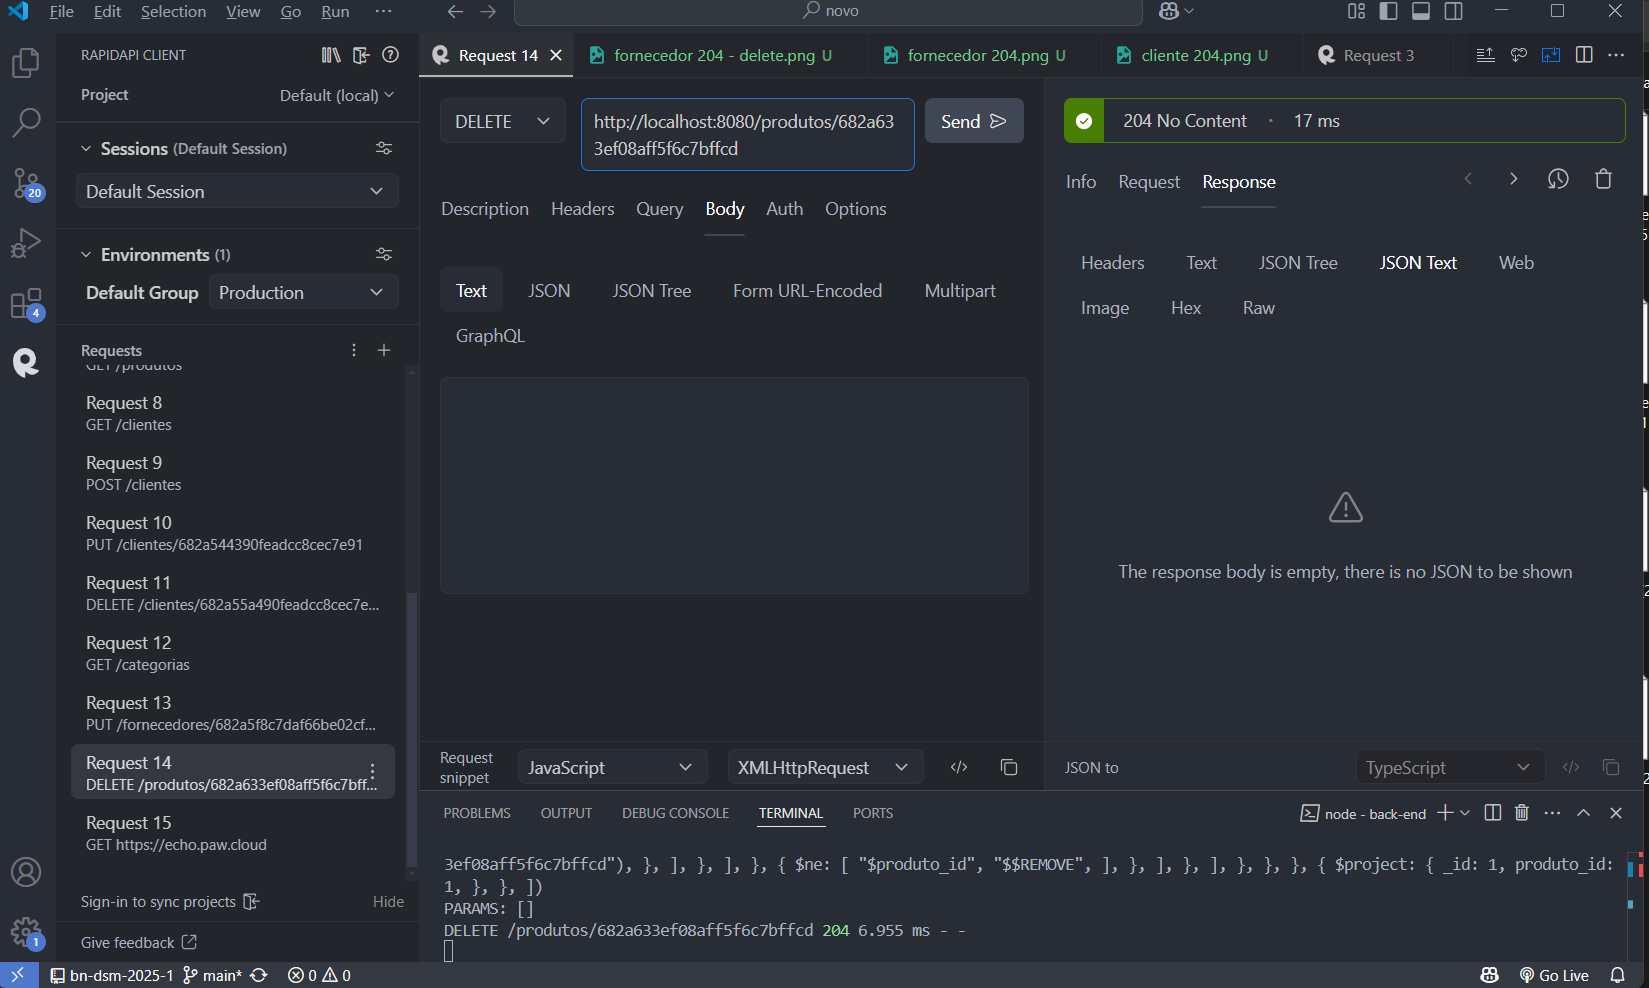 File Edit Selection View Go Run ··· novo
RAPIDAPI CLIENT
Project Default (local)
Sessions (Default Session)
Default Session
Environments (1)
Default Group Production
Requests
GET /produtos
Request 8
GET /clientes
Request 9
POST /clientes
Request 10
PUT /clientes/682a544390feadcc8cec7e91
Request 11
DELETE /clientes/682a55a490feadcc8cec7e...
Request 12
GET /categorias
Request 13
PUT /fornecedores/682a5f8c7daf66be02cf...
Request 14
DELETE /produtos/682a633ef08aff5f6c7bff...
Request 15
GET https://echo.paw.cloud
Sign-in to sync projects Hide
Give feedback
20
4
1
Request 14 fornecedor 204 - delete.png U fornecedor 204.png U cliente 204.png U Request 3
DELETE
http://localhost:8080/produtos/682a63
3ef08aff5f6c7bffcd
Send
Description Headers Query Body Auth Options
Text JSON JSON Tree Form URL-Encoded Multipart
GraphQL
Request
snippet
JavaScript XMLHttpRequest
204 No Content · 17 ms
Info Request Response
Headers Text JSON Tree JSON Text Web
Image Hex Raw
The response body is empty, there is no JSON to be shown
JSON to TypeScript
PROBLEMS OUTPUT DEBUG CONSOLE TERMINAL PORTS node - back-end
3ef08aff5f6c7bffcd"), }, ], }, ], }, { $ne: [ "$produto_id", "$$REMOVE", ], }, ], }, ], }, }, }, { $project: { _id: 1, produto_id:
1, }, }, ])
PARAMS: []
DELETE /produtos/682a633ef08aff5f6c7bffcd 204 6.955 ms - -
bn-dsm-2025-1 main* 0 0 Go Live